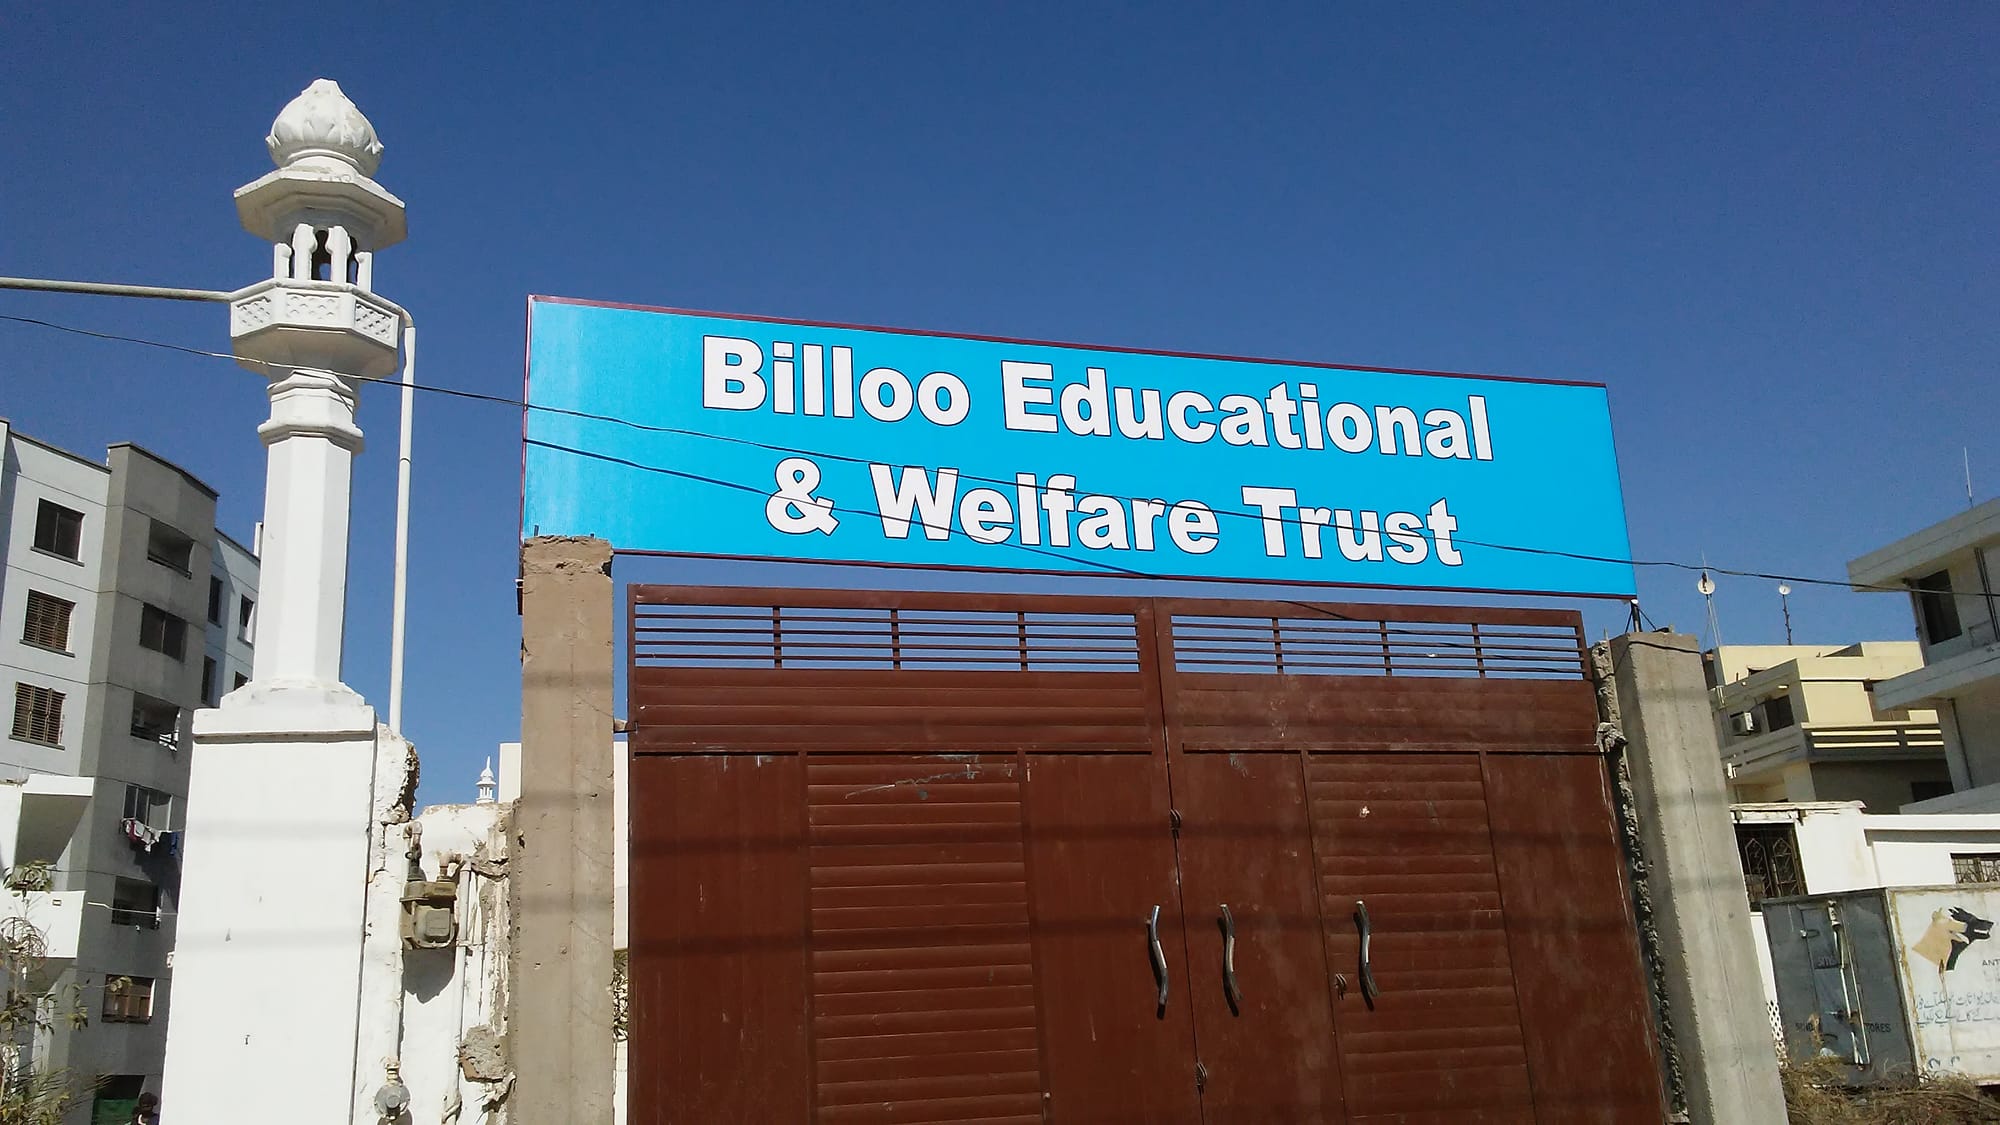 Billoo Educational
& Welfare Trust